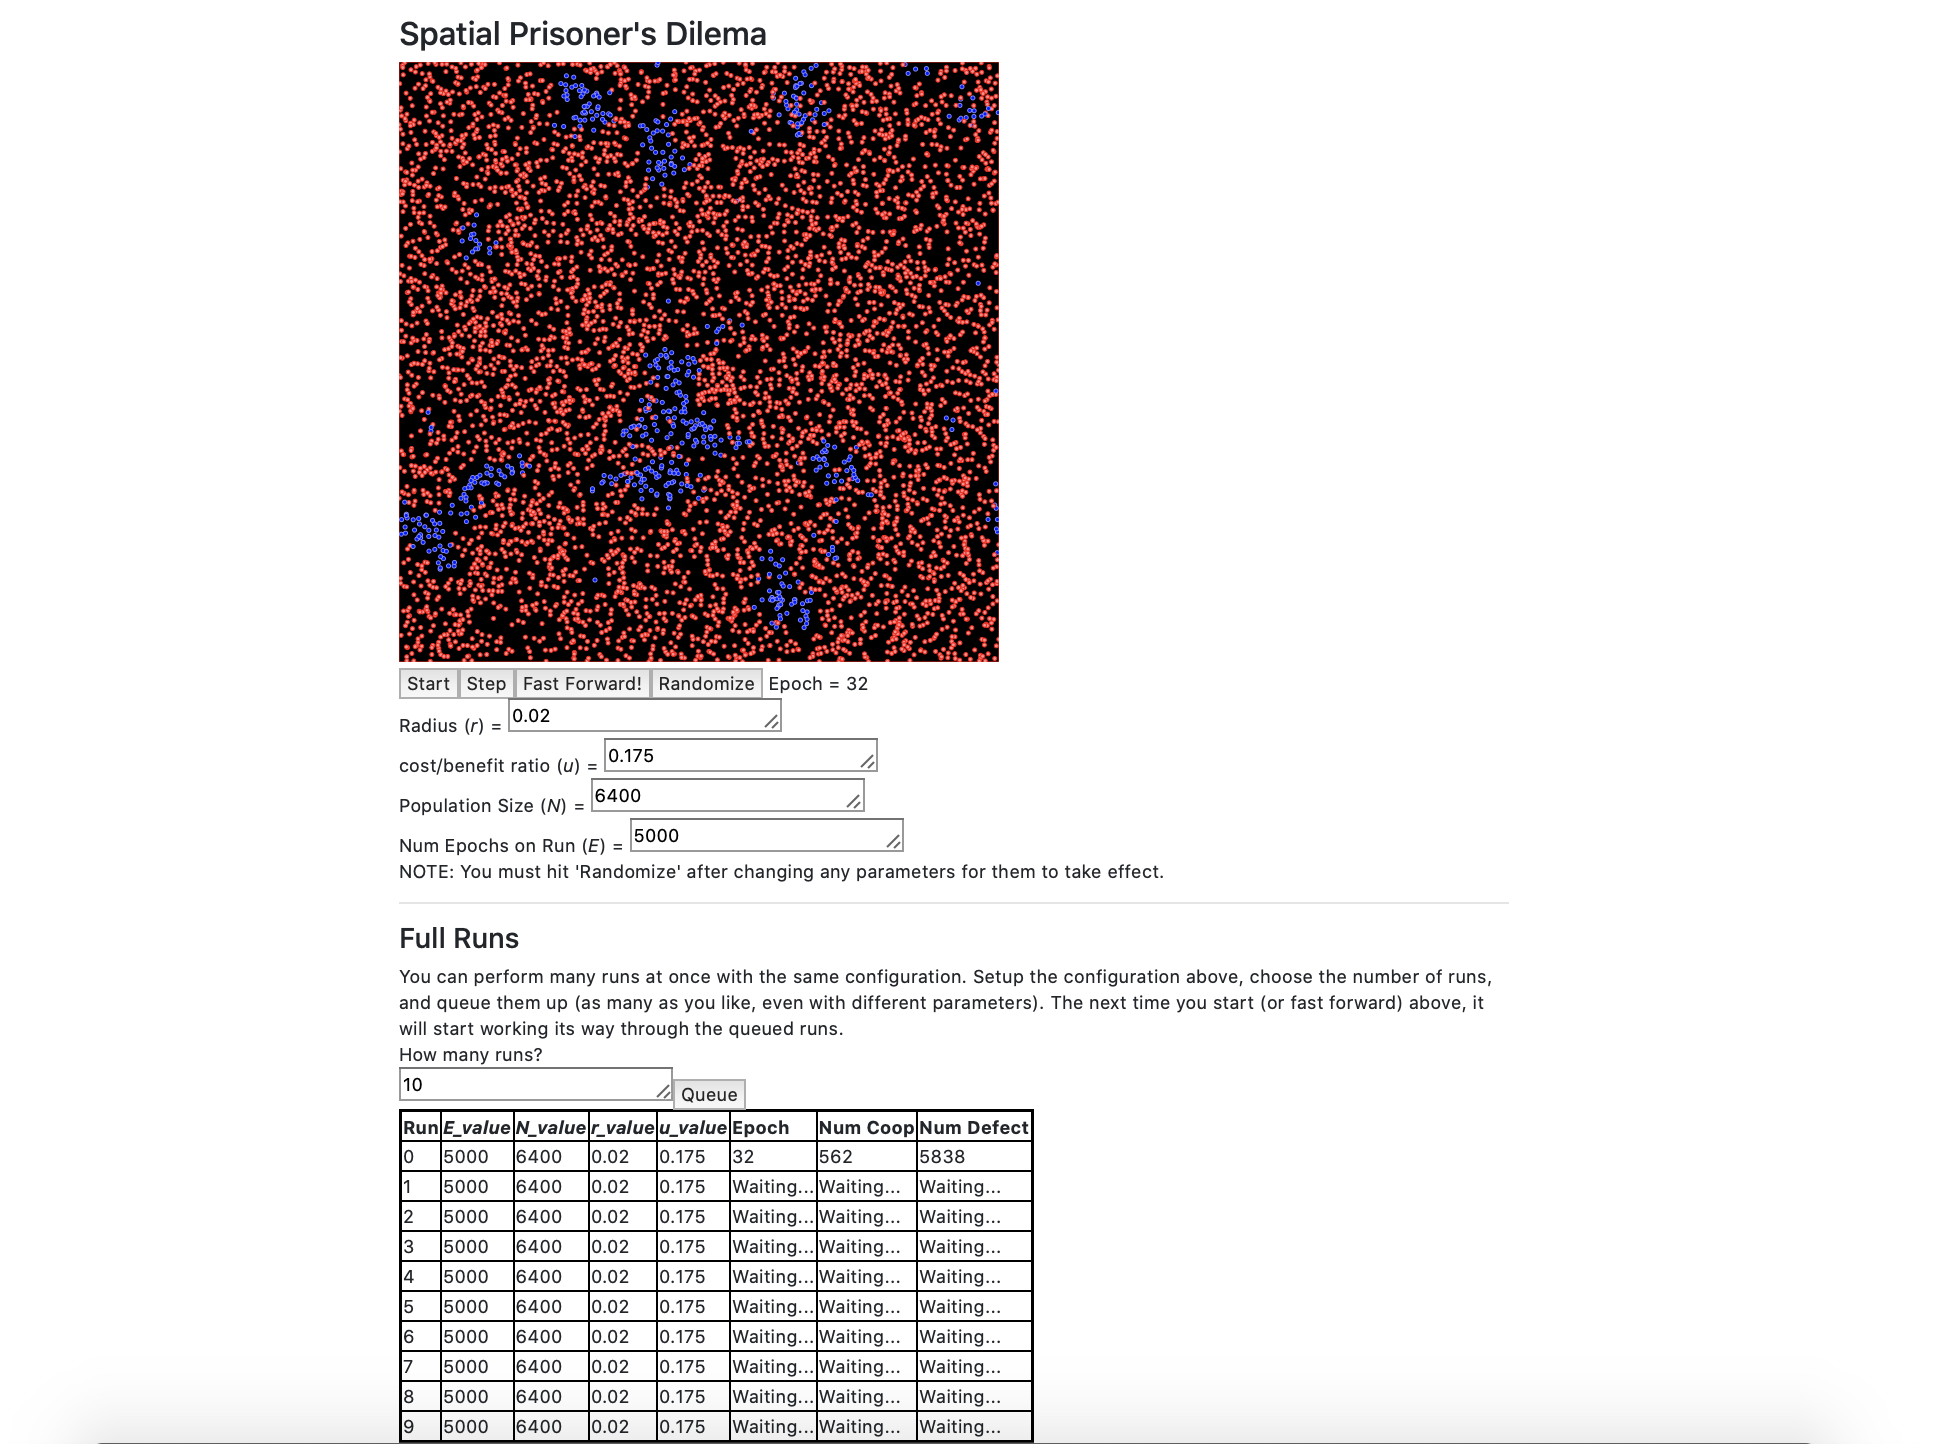 Spatial Prisoner's Dilema
Start Step Fast Forward! Randomize Epoch = 32
Radius (r) = 0.02
cost/benefit ratio (u) = 0.175
Population Size (N) = 6400
Num Epochs on Run (E) = 5000
NOTE: You must hit 'Randomize' after changing any parameters for them to take effect.
Full Runs
You can perform many runs at once with the same configuration. Setup the configuration above, choose the number of runs,
and queue them up (as many as you like, even with different parameters). The next time you start (or fast forward) above, it
will start working its way through the queued runs.
How many runs?
10 Queue
Run E_value N_value r_value u_value Epoch Num Coop Num Defect
0 5000 6400 0.02 0.175 32 562 5838
1 5000 6400 0.02 0.175 Waiting... Waiting... Waiting...
2 5000 6400 0.02 0.175 Waiting... Waiting... Waiting...
3 5000 6400 0.02 0.175 Waiting... Waiting... Waiting...
4 5000 6400 0.02 0.175 Waiting... Waiting... Waiting...
5 5000 6400 0.02 0.175 Waiting... Waiting... Waiting...
6 5000 6400 0.02 0.175 Waiting... Waiting... Waiting...
7 5000 6400 0.02 0.175 Waiting... Waiting... Waiting...
8 5000 6400 0.02 0.175 Waiting... Waiting... Waiting...
9 5000 6400 0.02 0.175 Waiting... Waiting... Waiting...